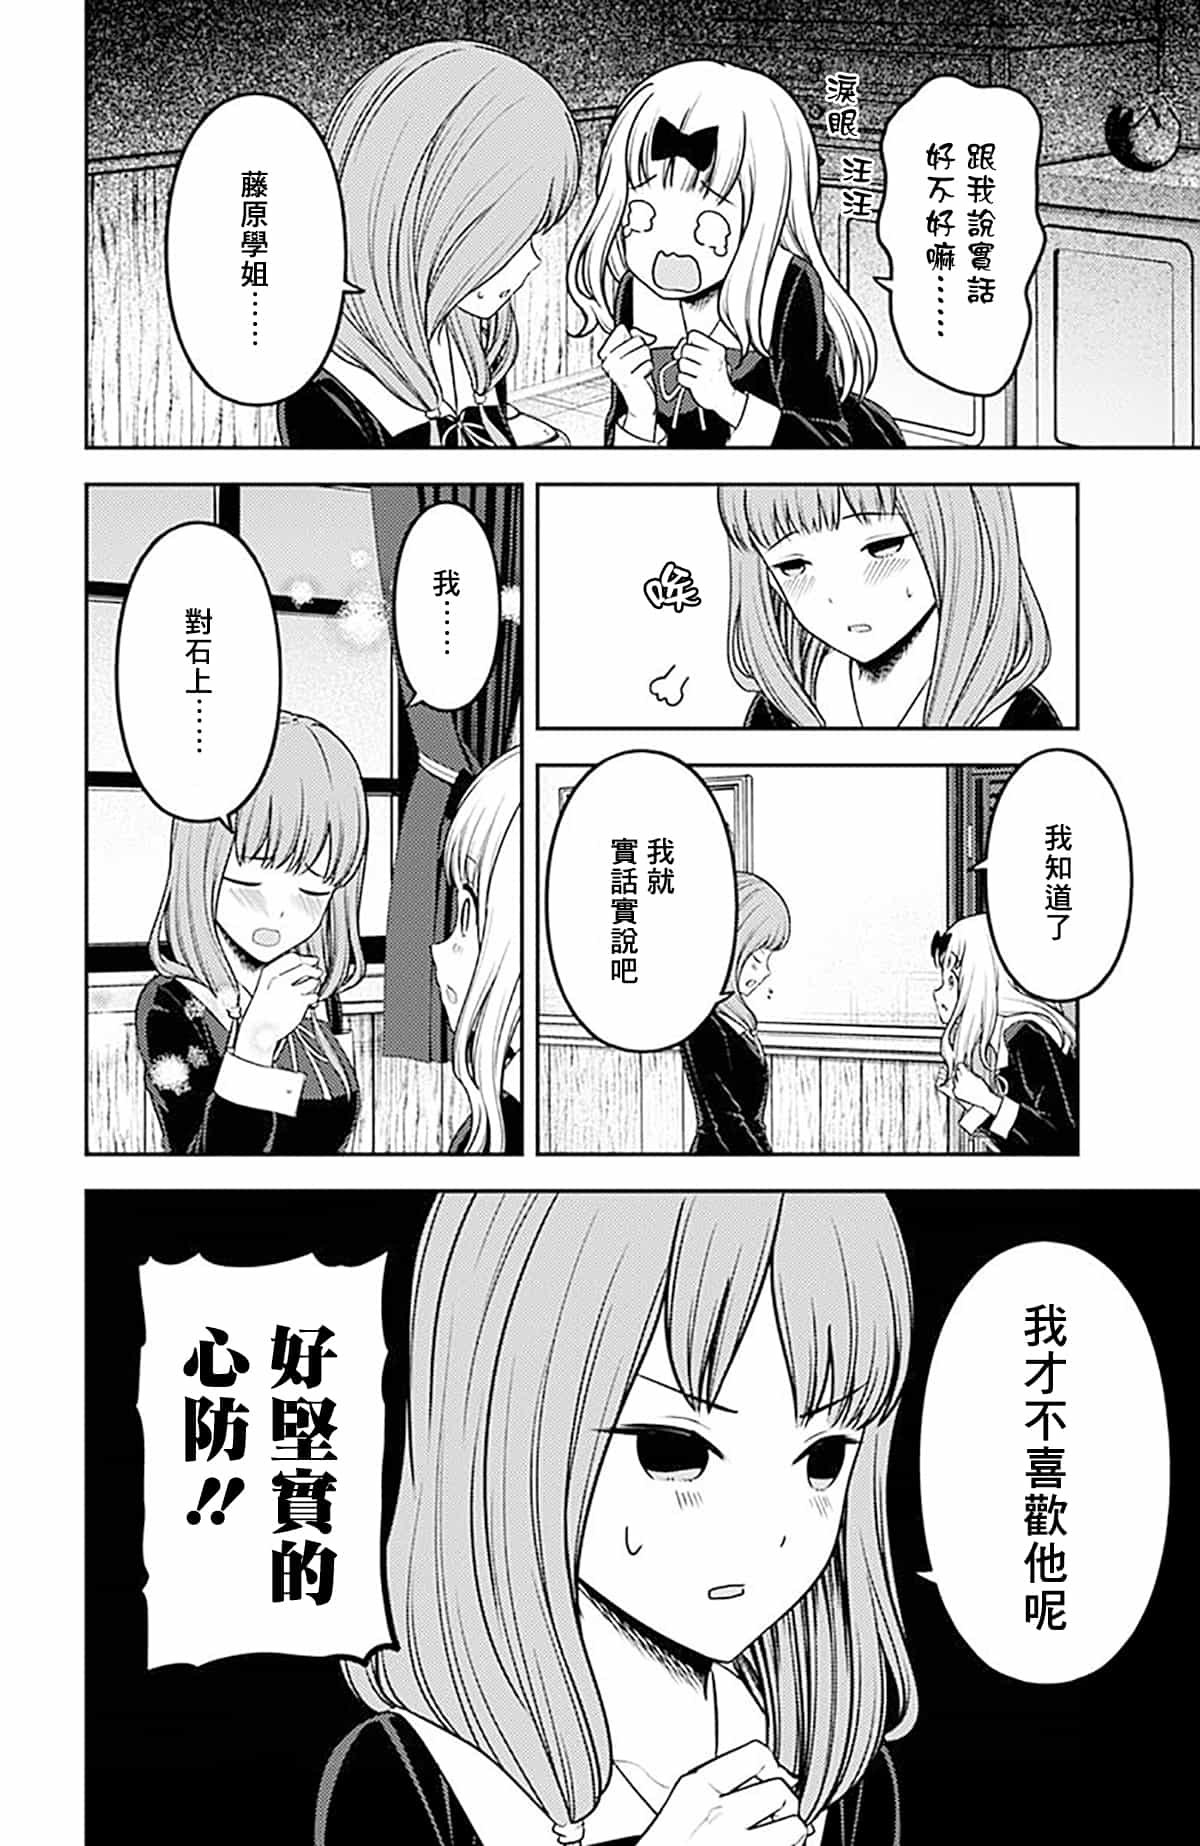 跟我說實話
好不好嘛……
淚眼
汪汪
藤原學姐……
唉
我知道了
我就
實話實說吧
我……
對石上……
我才不喜歡他呢
好堅實的
心防!!